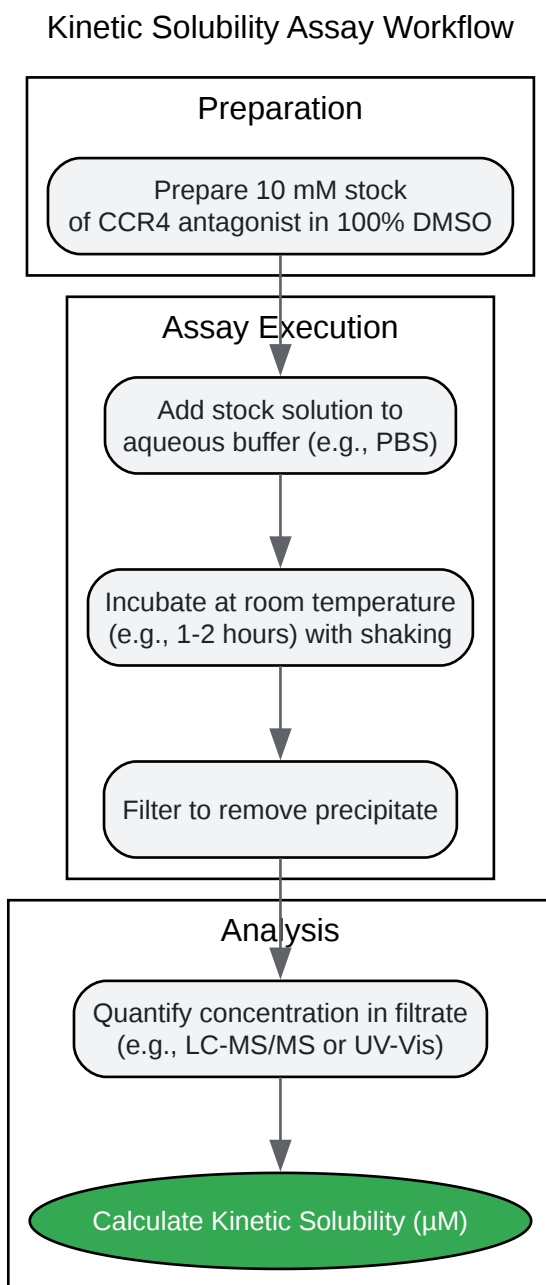 Kinetic Solubility Assay Workflow
Preparation
Prepare 10 mM stock
of CCR4 antagonist in 100% DMSO
Assay Execution
Add stock solution to
aqueous buffer (e.g., PBS)
Incubate at room temperature
(e.g., 1-2 hours) with shaking
Filter to remove precipitate
Analysis
Quantify concentration in filtrate
(e.g., LC-MS/MS or UV-Vis)
Calculate Kinetic Solubility (µM)